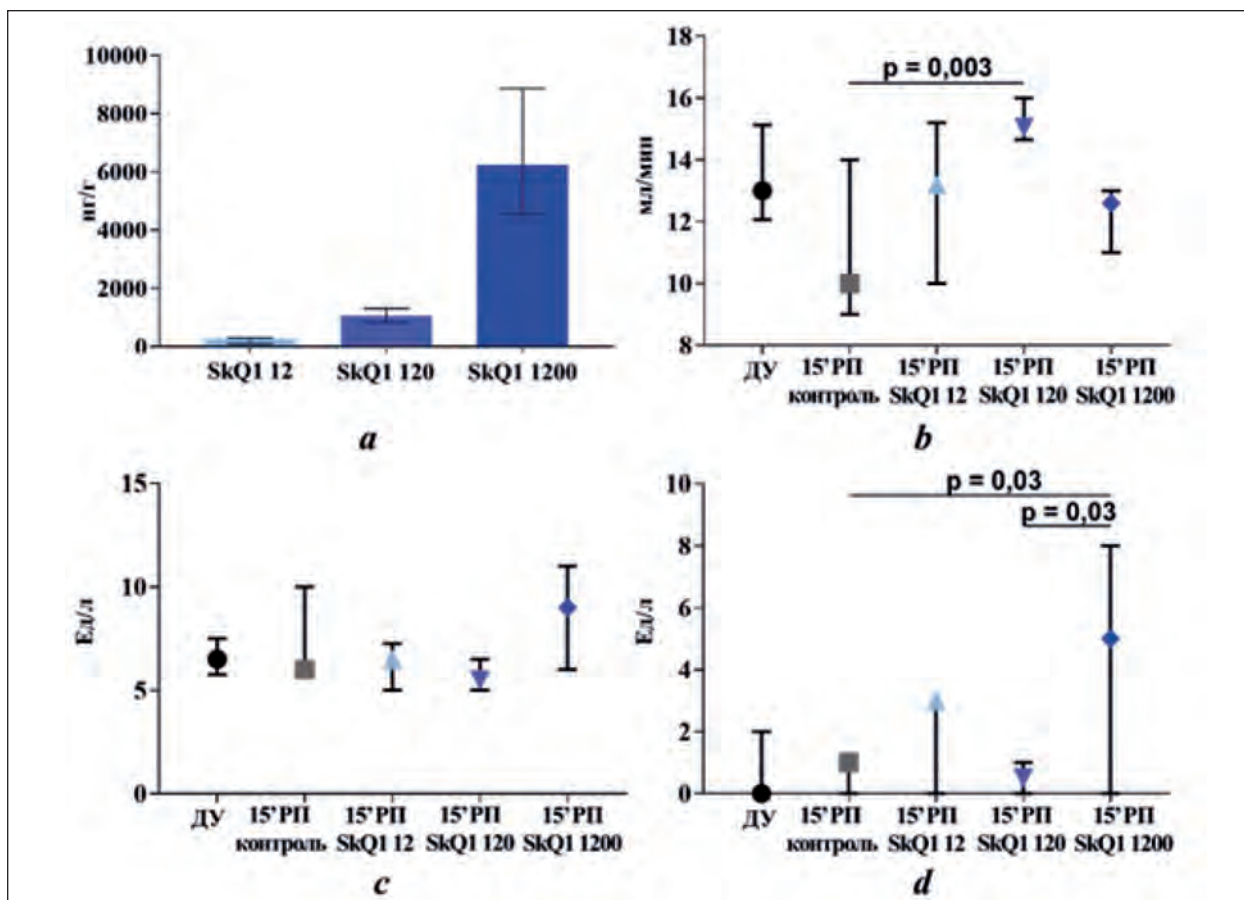 10000
8000
6000
4000
2000
0
нг/г
SkQ1 12 SkQ1 120 SkQ1 1200
a
18
16
14
12
10
8
мл/мин
p = 0,003
ДУ 15'РП 15'РП 15'РП 15'РП
контроль SkQ1 12 SkQ1 120 SkQ1 1200
b
15
10
5
0
Ед/л
ДУ 15'РП 15'РП 15'РП 15'РП
контроль SkQ1 12 SkQ1 120 SkQ1 1200
c
10
8
6
4
2
0
Ед/л
p = 0,03
p = 0,03
ДУ 15'РП 15'РП 15'РП 15'РП
контроль SkQ1 12 SkQ1 120 SkQ1 1200
d